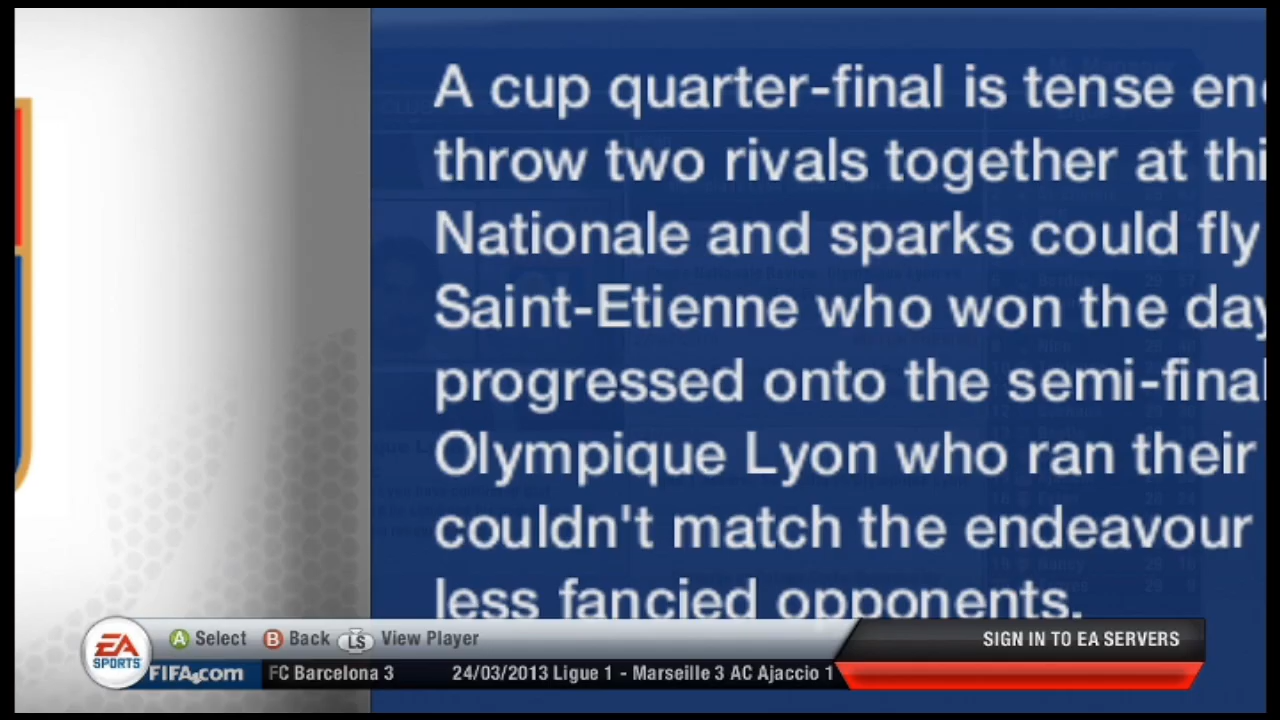 A cup quarter-final is tense en
throw two rivals together at thi
Nationale and sparks could fly
Saint-Etienne who won the day
progressed onto the semi-final
Olympique Lyon who ran their
couldn't match the endeavour
less fancied opponents.
A Select B Back LS View Player
SIGN IN TO EA SERVERS
EA SPORTS
FIFA.com
FC Barcelona 3 24/03/2013 Ligue 1 - Marseille 3 AC Ajaccio 1